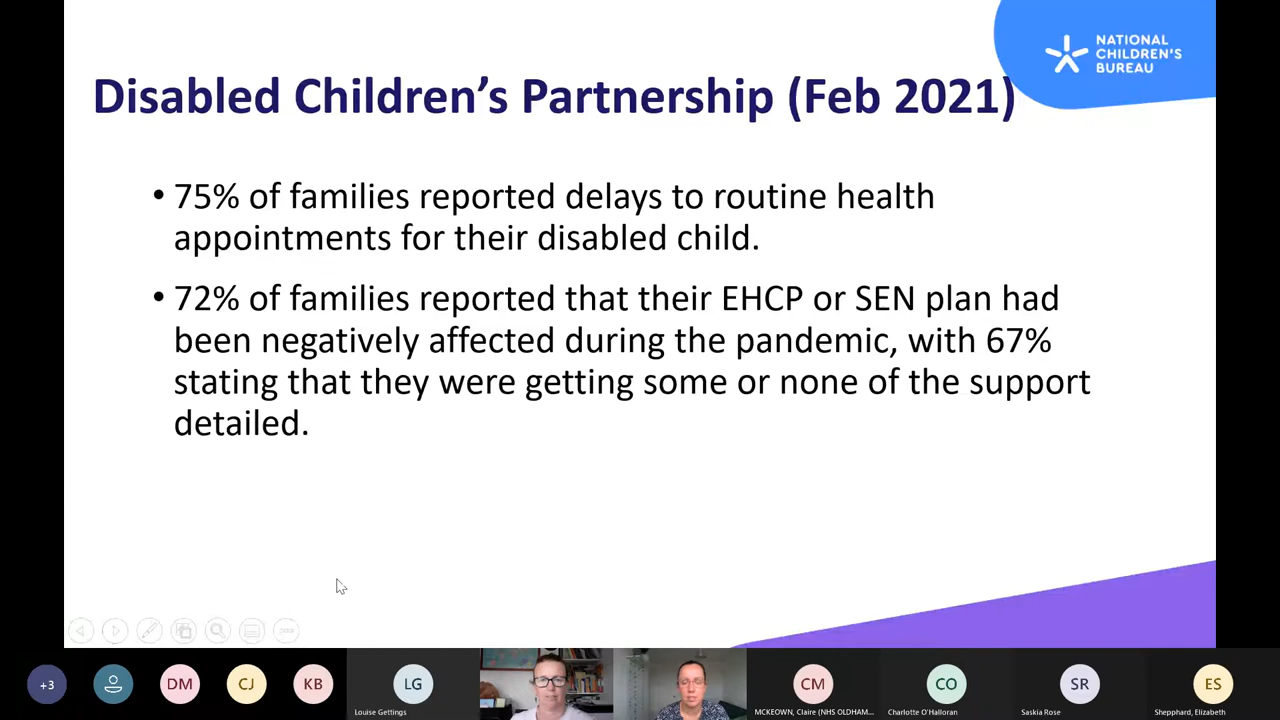 NATIONAL
CHILDREN'S
BUREAU
Disabled Children's Partnership (Feb 2021)
• 75% of families reported delays to routine health
appointments for their disabled child.
• 72% of families reported that their EHCP or SEN plan had
been negatively affected during the pandemic, with 67%
stating that they were getting some or none of the support
detailed.
+3
DM
CJ
KB
LG
CM
CO
SR
ES
Louise Gettings
MCKEOWN, Claire (NHS OLDHAM...
Charlotte O'Halloran
Saskia Rose
Shepphard, Elizabeth